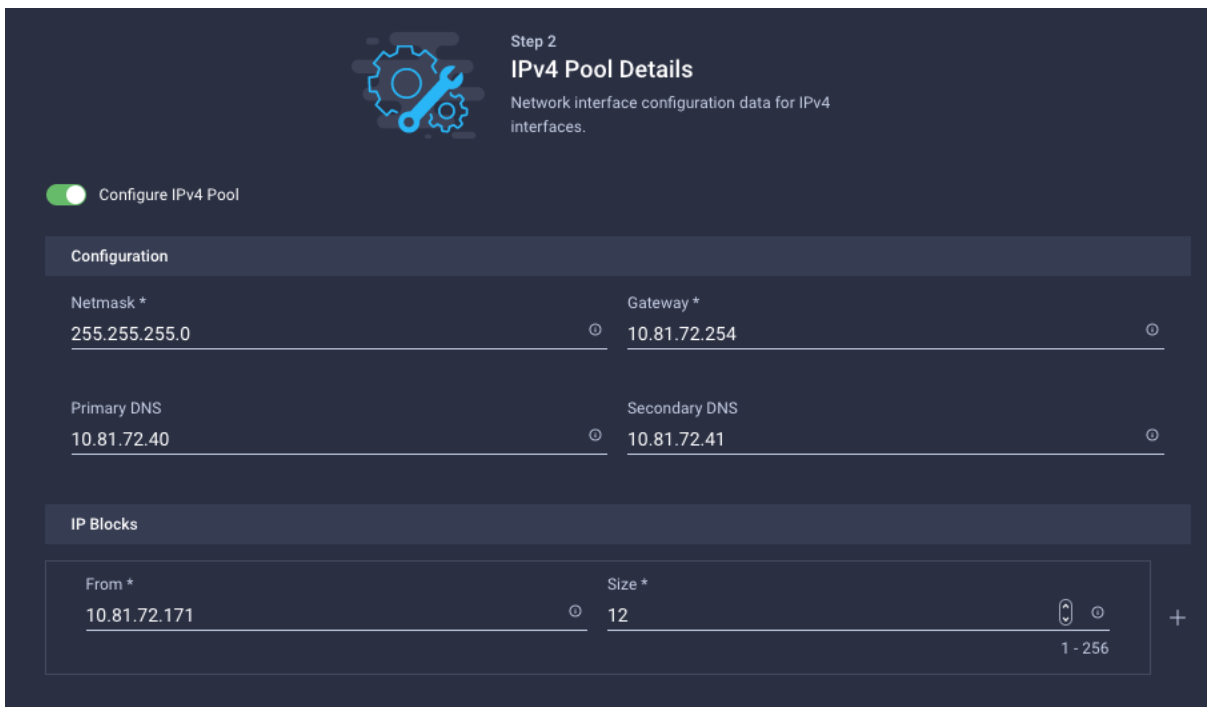 Step 2
IPv4 Pool Details
Network interface configuration data for IPv4
interfaces.
Configure IPv4 Pool
Configuration
Netmask *
255.255.255.0
Gateway *
10.81.72.254
Primary DNS
10.81.72.40
Secondary DNS
10.81.72.41
IP Blocks
From *
10.81.72.171
Size *
12
1 - 256